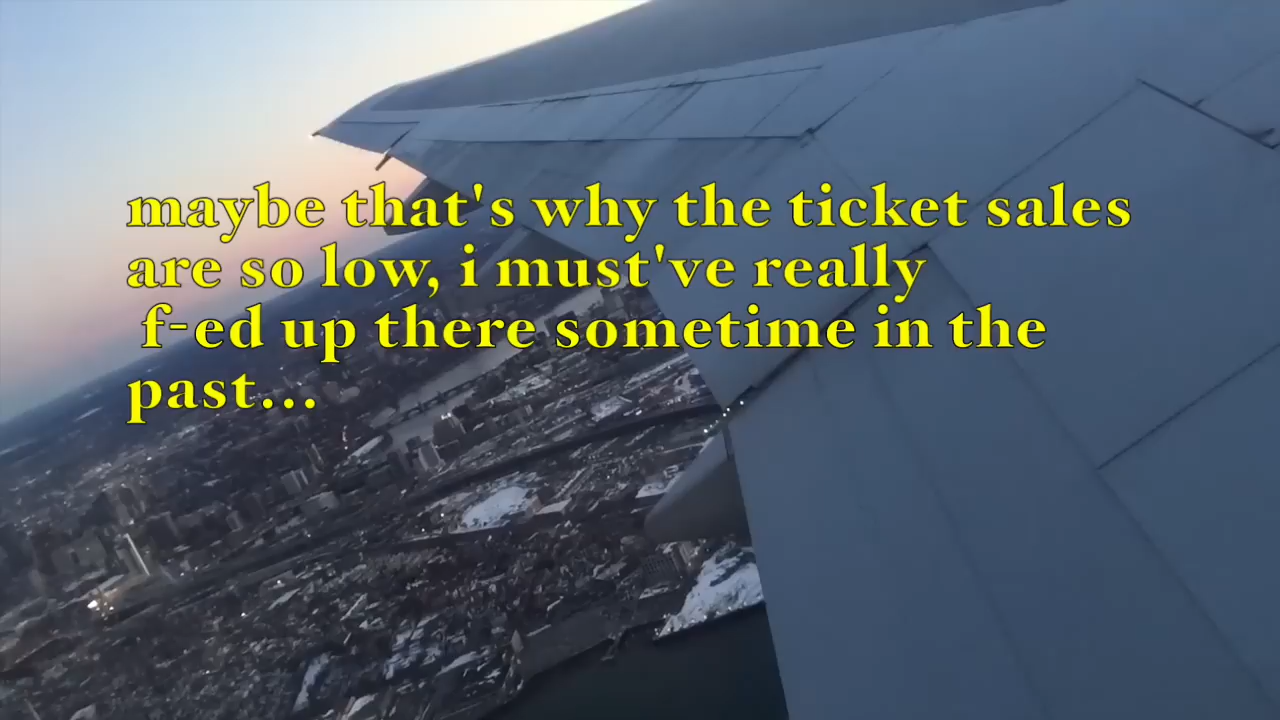 maybe that's why the ticket sales
are so low, i must've really
f-ed up there sometime in the
past...